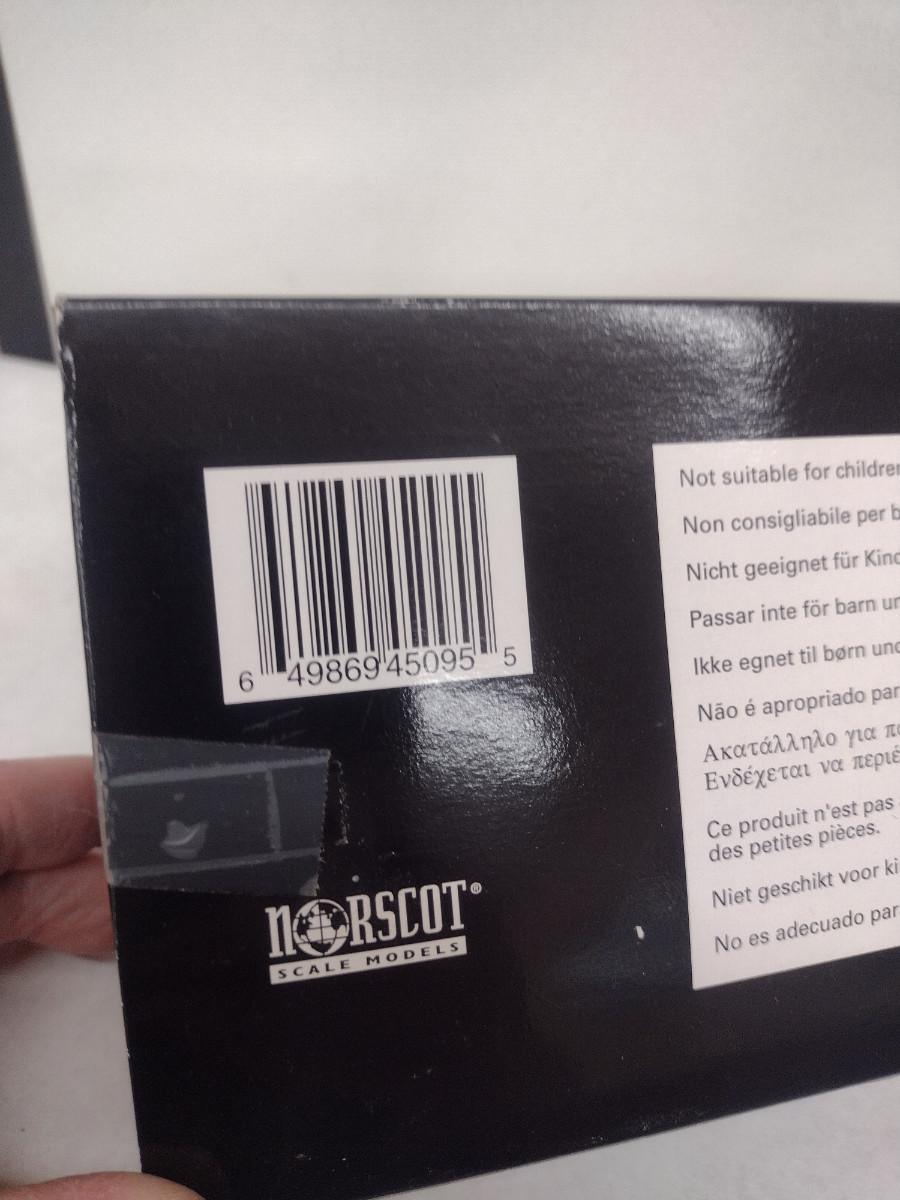 6 49869 45095 5
NORSCOT®
SCALE MODELS
Not suitable for children
Non consigliabile per b
Nicht geeignet für Kind
Passar inte för barn un
Ikke egnet til børn und
Não é apropriado par
Ακατάλληλο για πα
Ενδέχεται να περιέ
Ce produit n'est pas
des petites pièces.
Niet geschikt voor ki
No es adecuado para